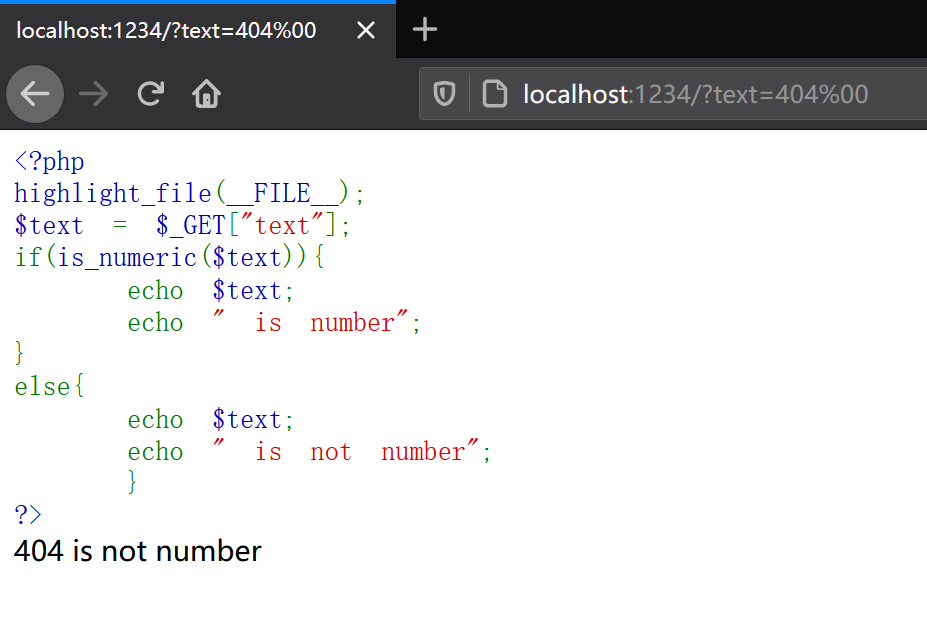 localhost:1234/?text=404%00
localhost:1234/?text=404%00
<?php
highlight_file(__FILE__);
$text = $_GET["text"];
if(is_numeric($text)){
echo $text;
echo " is number";
}
else{
echo $text;
echo " is not number";
}
?>
404 is not number